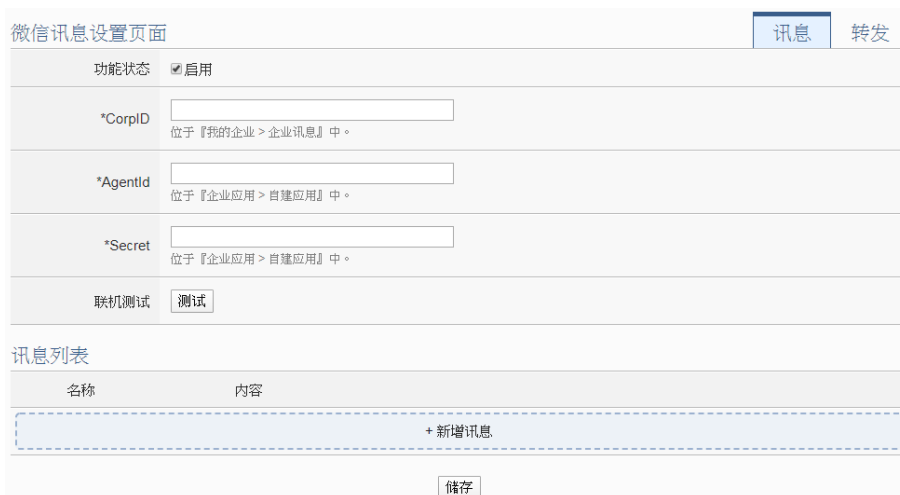 微信讯息设置页面 讯息 转发
功能状态 启用
*CorpID
位于『我的企业 > 企业讯息』中。
*AgentId
位于『企业应用 > 自建应用』中。
*Secret
位于『企业应用 > 自建应用』中。
联机测试 测试
讯息列表
名称 内容
+ 新增讯息
储存